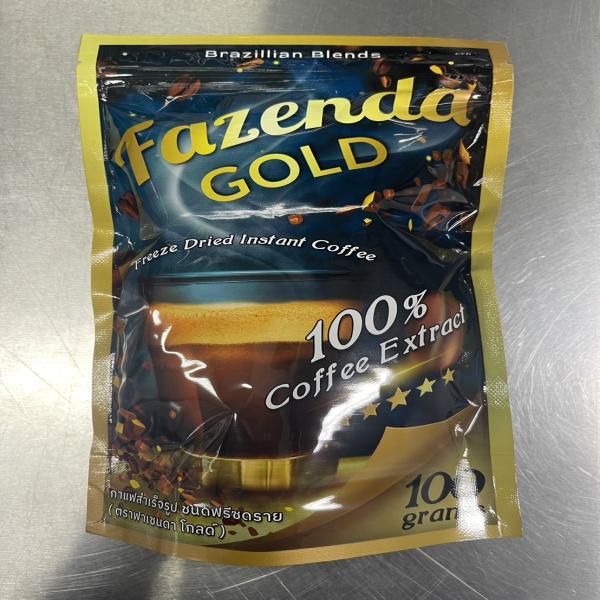 Brazillian Blends
Fazenda
GOLD
Freeze Dried Instant Coffee
100%
Coffee Extract
100
grams
กาแฟสำเร็จรูป ชนิดฟรีซดราย
( ตราฟาเซนดา โกลด์ )